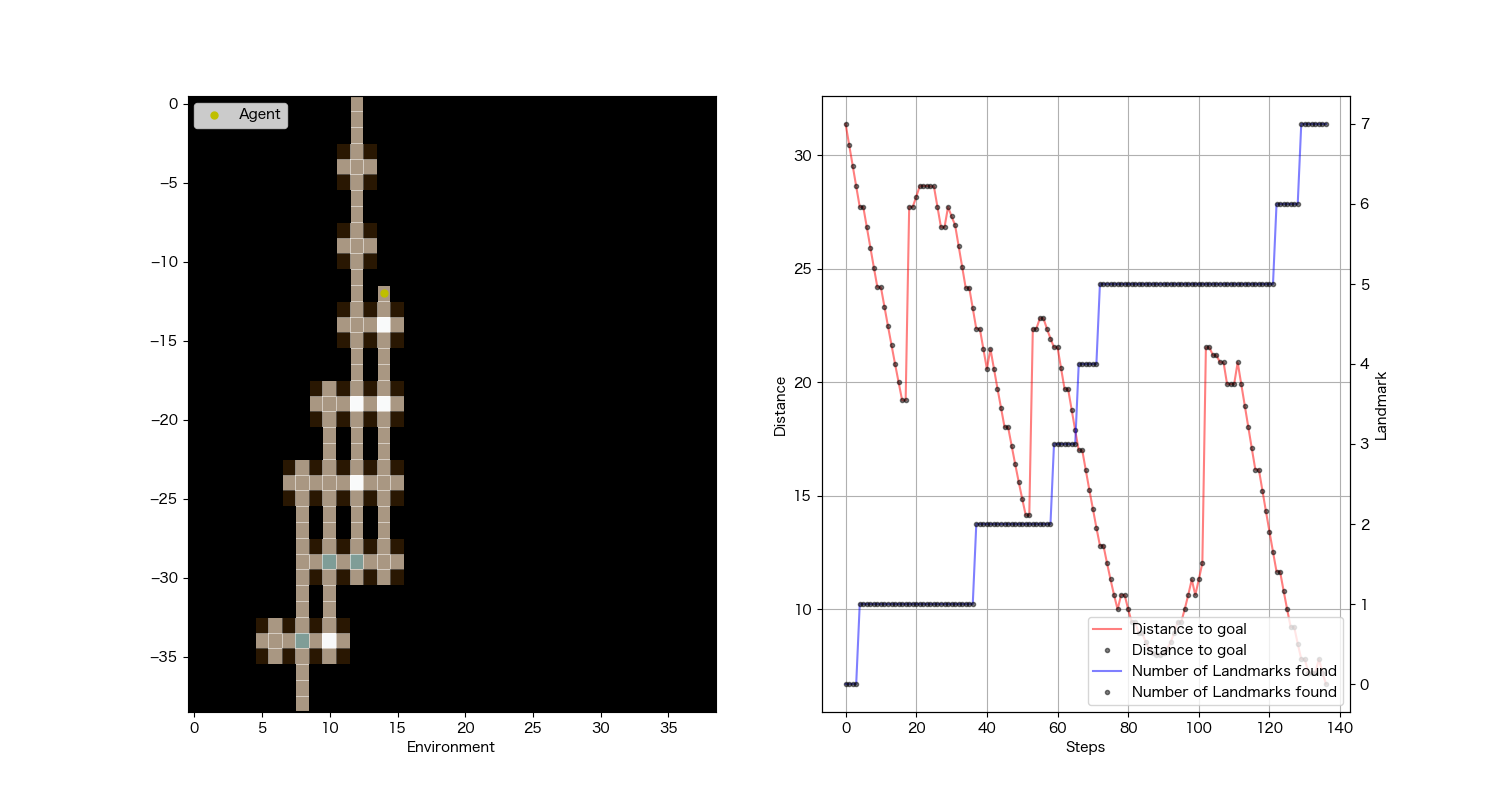 0
Agent
−5
−10
−15
−20
−25
−30
−35
0 5 10 15 20 25 30 35
Environment
30
25
20
15
10
Distance
7
6
5
4
3
2
1
0
Landmark
Distance to goal
Distance to goal
Number of Landmarks found
Number of Landmarks found
0 20 40 60 80 100 120 140
Steps